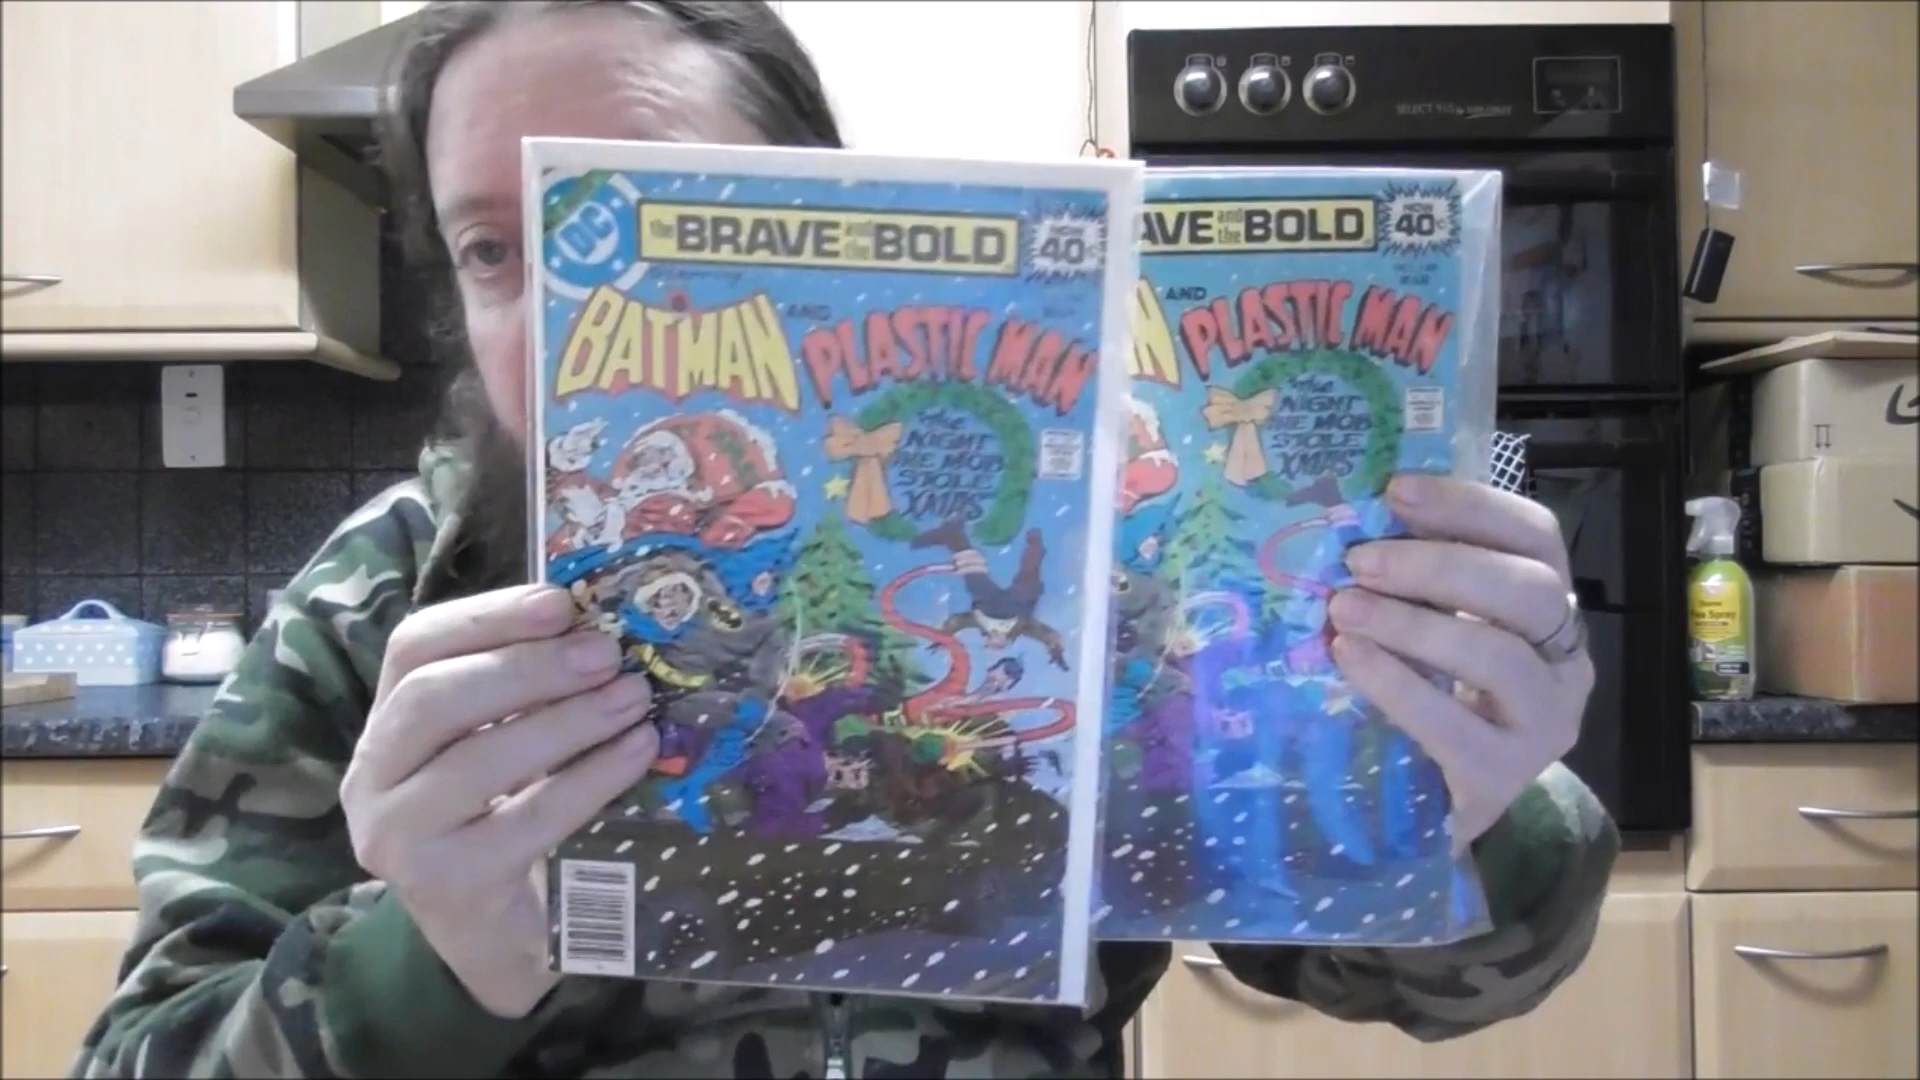 DC
the BRAVE and the BOLD
NOW
40¢
BATMAN AND PLASTIC MAN
the
NIGHT
THE MOB
STOLE
XMAS
AVE and the BOLD
NOW
40¢
N AND PLASTIC MAN
the
NIGHT
THE MOB
STOLE
XMAS
SELECT